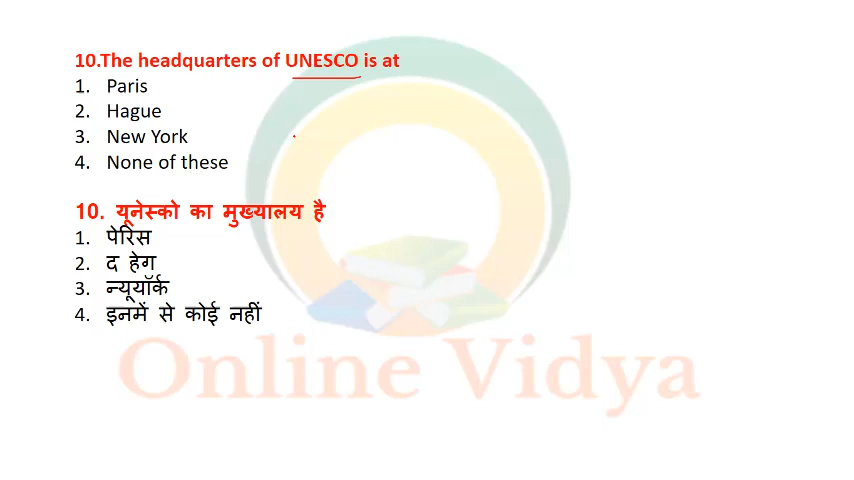 10.The headquarters of UNESCO is at
1. Paris
2. Hague
3. New York
4. None of these
10. यूनेस्को का मुख्यालय है
1. पेरिस
2. द हेग
3. न्यूयॉर्क
4. इनमें से कोई नहीं
Online Vidya